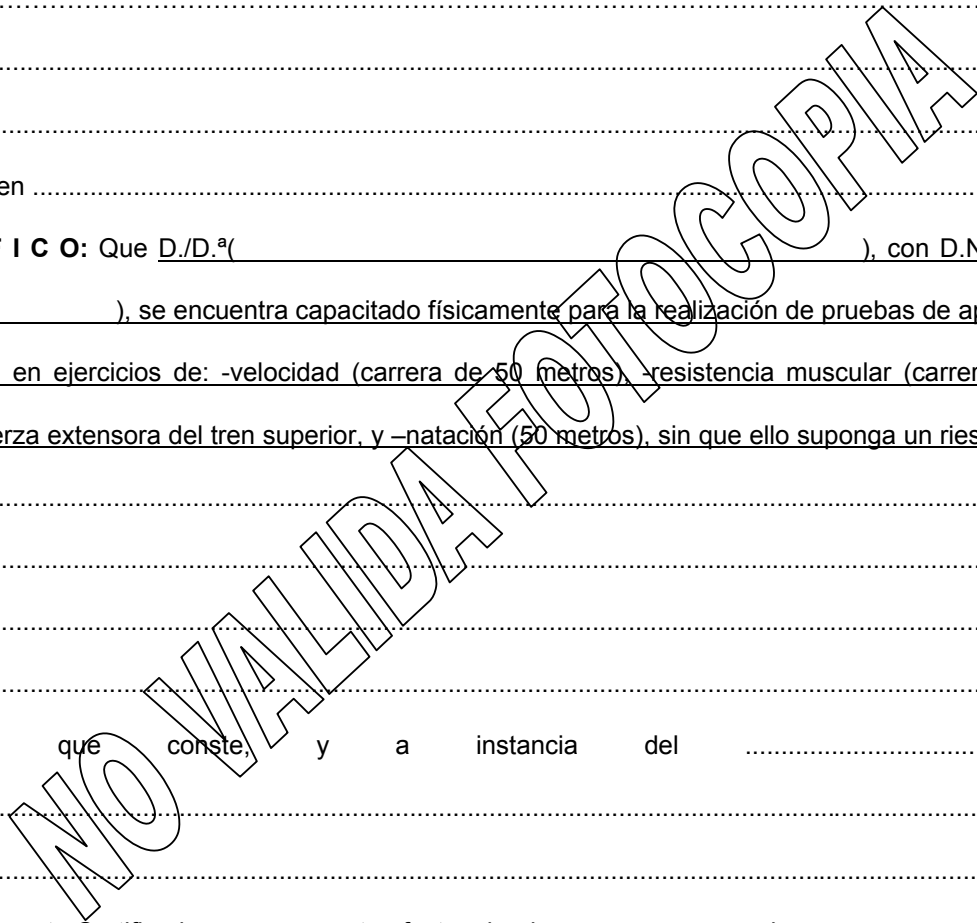 en ..........................................................................................
I C O: Que D./D.ª( ), con D.N
), se encuentra capacitado físicamente para la realización de pruebas de ap
en ejercicios de: -velocidad (carrera de 50 metros), -resistencia muscular (carrer
erza extensora del tren superior, y –natación (50 metros), sin que ello suponga un ries
que conste, y a instancia del ..............................
NO VALIDA FOTOCOPIA